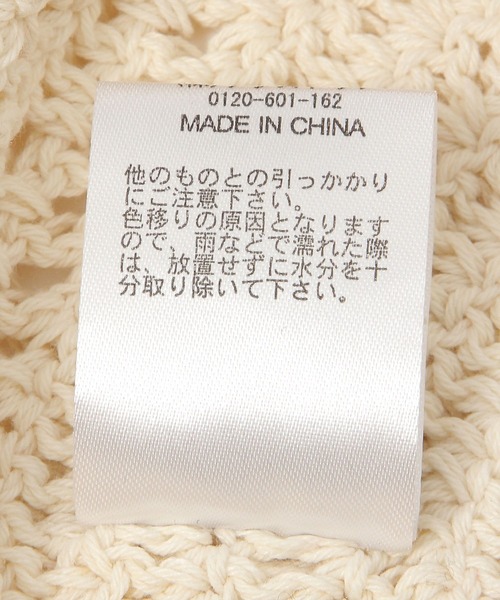 0120-601-162
MADE IN CHINA
他のものとの引っかかり
にご注意下さい。
色移りの原因となります
ので、雨などで濡れた際
は、放置せずに水分を十
分取り除いて下さい。